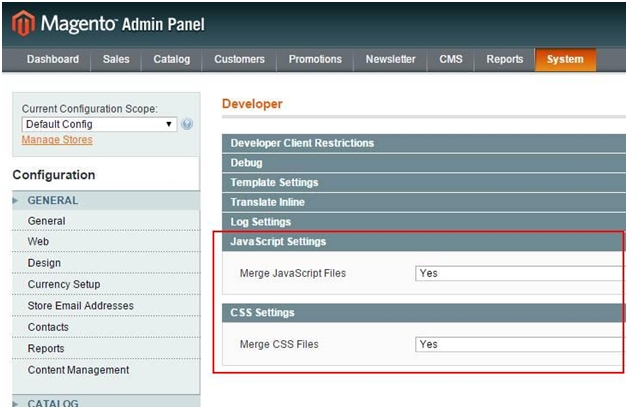 Magento Admin Panel
Dashboard Sales Catalog Customers Promotions Newsletter CMS Reports System
Current Configuration Scope:
Default Config
Manage Stores
Configuration
GENERAL
General
Web
Design
Currency Setup
Store Email Addresses
Contacts
Reports
Content Management
CATALOG
Developer
Developer Client Restrictions
Debug
Template Settings
Translate Inline
Log Settings
JavaScript Settings
Merge JavaScript Files Yes
CSS Settings
Merge CSS Files Yes